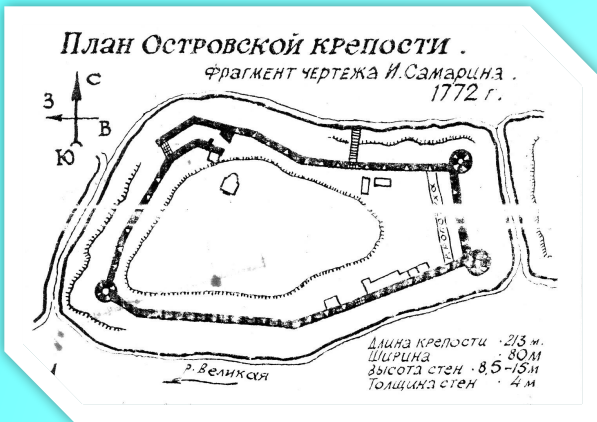 План Островской крепости.
фрагмент чертежа И. Самарина.
1772 г.
С
З
В
Ю
Длина крепости · 213 м.
Ширина · 80 м
Высота стен · 8,5–15 м
Толщина стен · 4 м
р. Великая